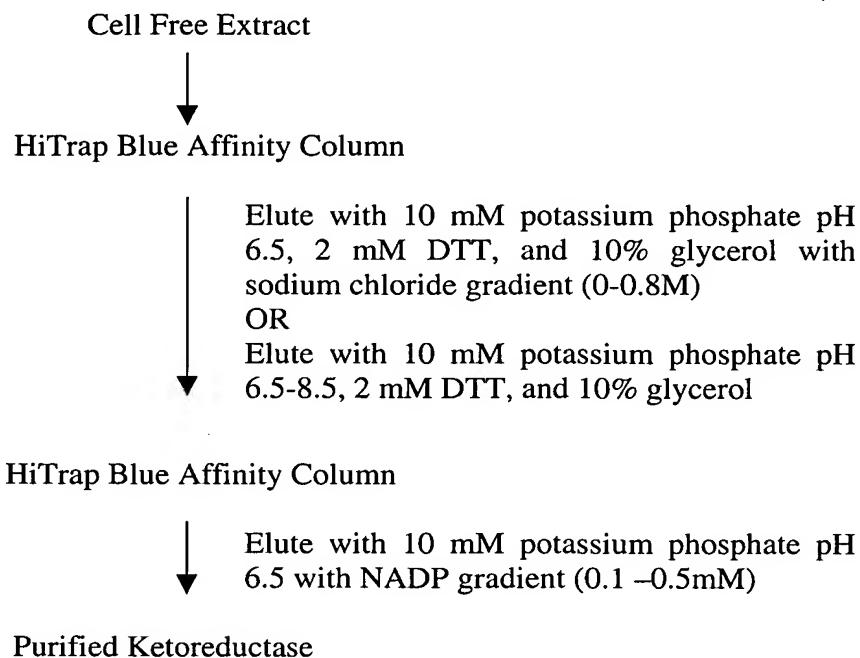 Cell Free Extract
HiTrap Blue Affinity Column
Elute with 10 mM potassium phosphate pH
6.5, 2 mM DTT, and 10% glycerol with
sodium chloride gradient (0-0.8M)
OR
Elute with 10 mM potassium phosphate pH
6.5-8.5, 2 mM DTT, and 10% glycerol
HiTrap Blue Affinity Column
Elute with 10 mM potassium phosphate pH
6.5 with NADP gradient (0.1 –0.5mM)
Purified Ketoreductase